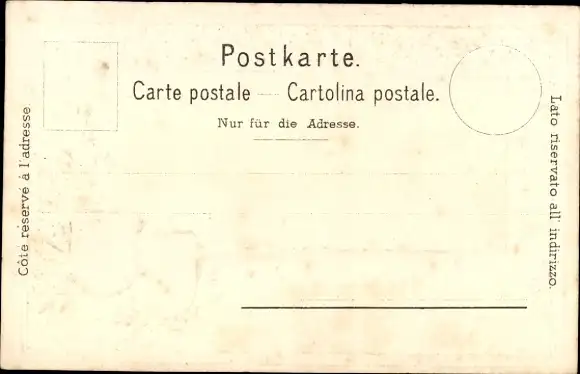 Postkarte.
Carte postale — Cartolina postale.
Nur für die Adresse.
Côté réservé à l'adresse
Lato riservato all' indirizzo.